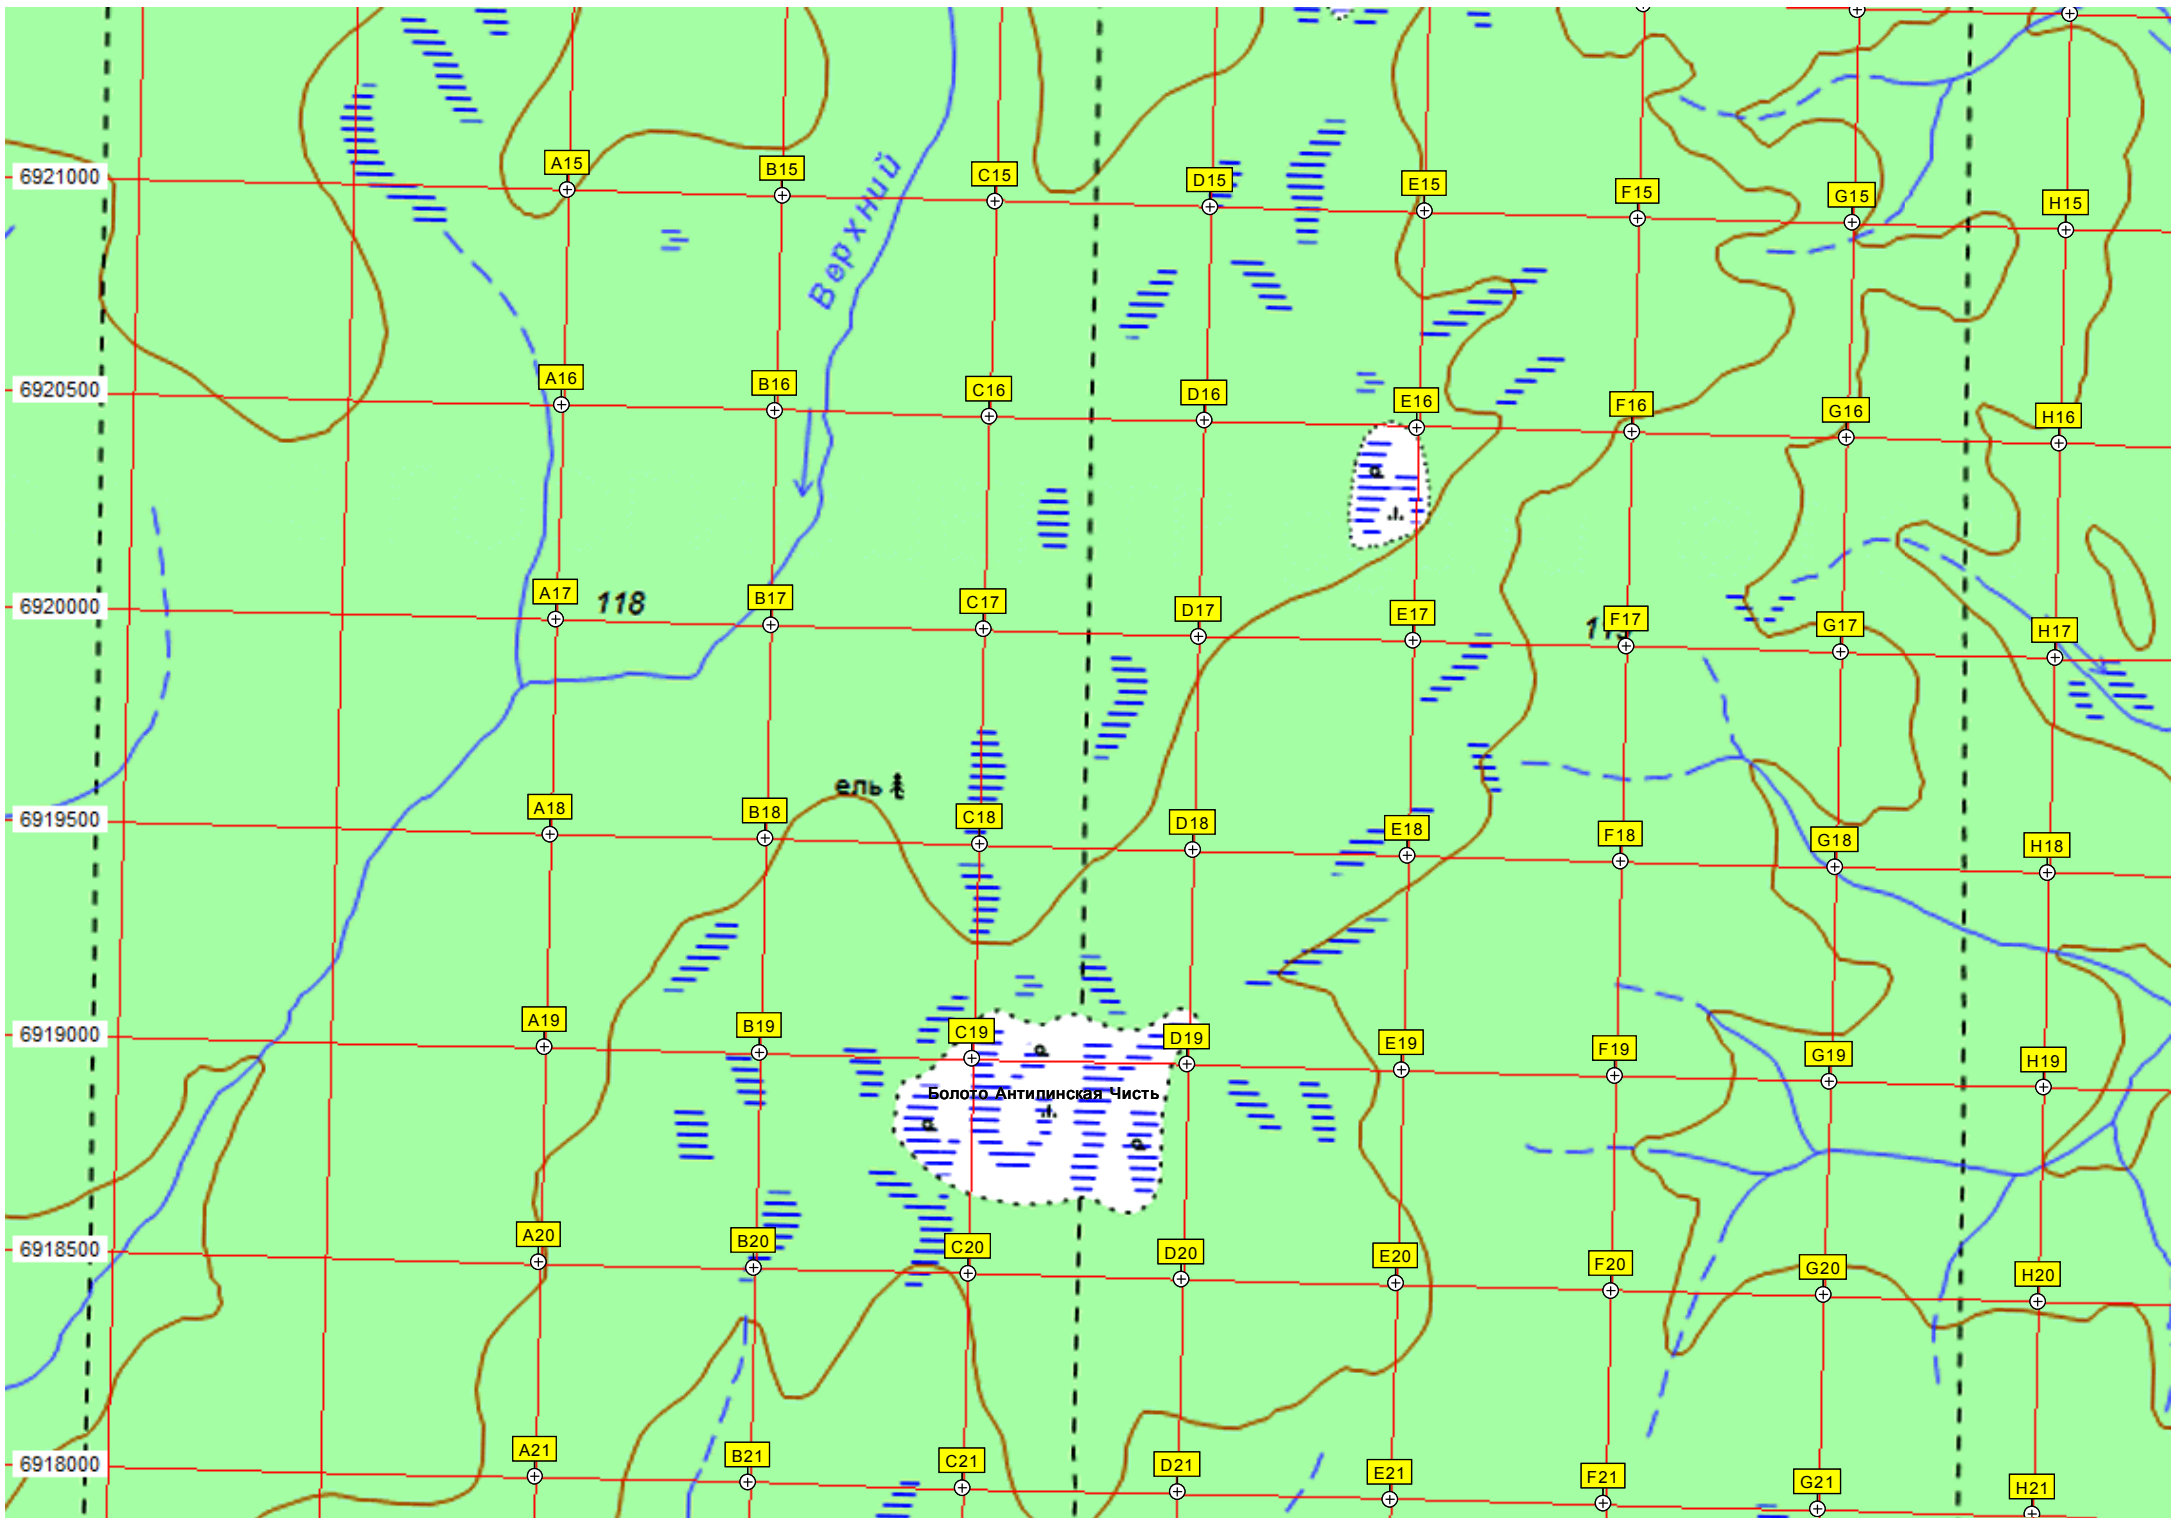 A15 B15 C15 D15 E15 F15 G15 H15
6921000
Верхний
A16 B16 C16 D16 E16 F16 G16 H16
6920500
A17 B17 C17 D17 E17 F17 G17 H17
6920000
118
ель
A18 B18 C18 D18 E18 F18 G18 H18
6919500
A19 B19 C19 D19 E19 F19 G19 H19
6919000
Болото Антилинская Чисть
A20 B20 C20 D20 E20 F20 G20 H20
6918500
A21 B21 C21 D21 E21 F21 G21 H21
6918000